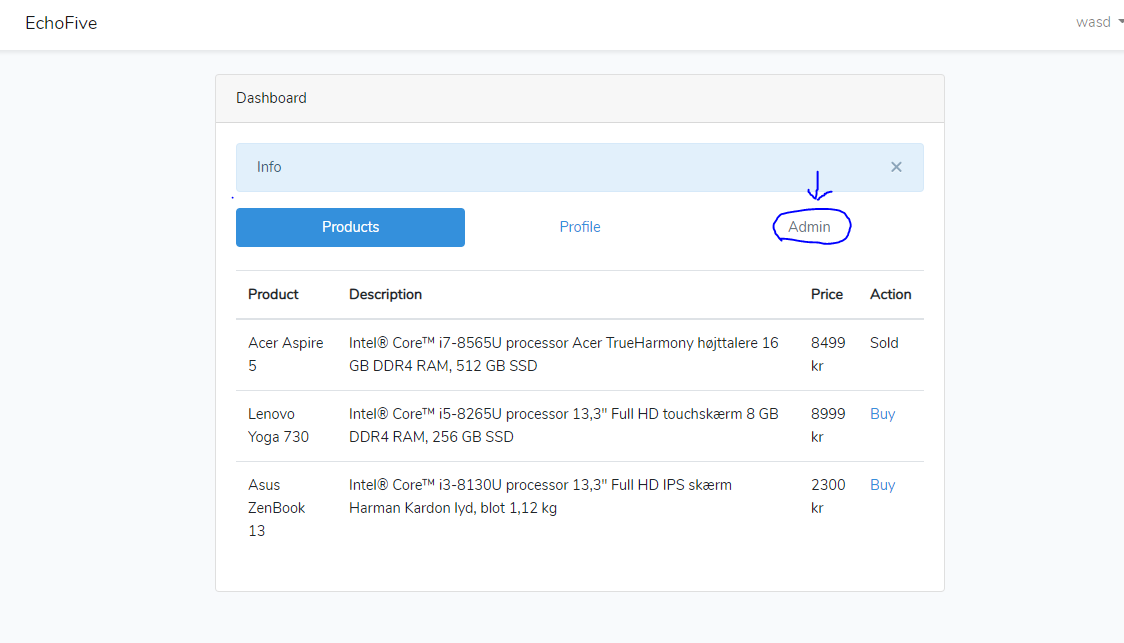 EchoFive
wasd
Dashboard
Info ×
Products Profile Admin
Product Description Price Action
Acer Aspire 5 Intel® Core™ i7-8565U processor Acer TrueHarmony højttalere 16 GB DDR4 RAM, 512 GB SSD 8499 kr Sold
Lenovo Yoga 730 Intel® Core™ i5-8265U processor 13,3" Full HD touchskærm 8 GB DDR4 RAM, 256 GB SSD 8999 kr Buy
Asus ZenBook 13 Intel® Core™ i3-8130U processor 13,3" Full HD IPS skærm Harman Kardon lyd, blot 1,12 kg 2300 kr Buy